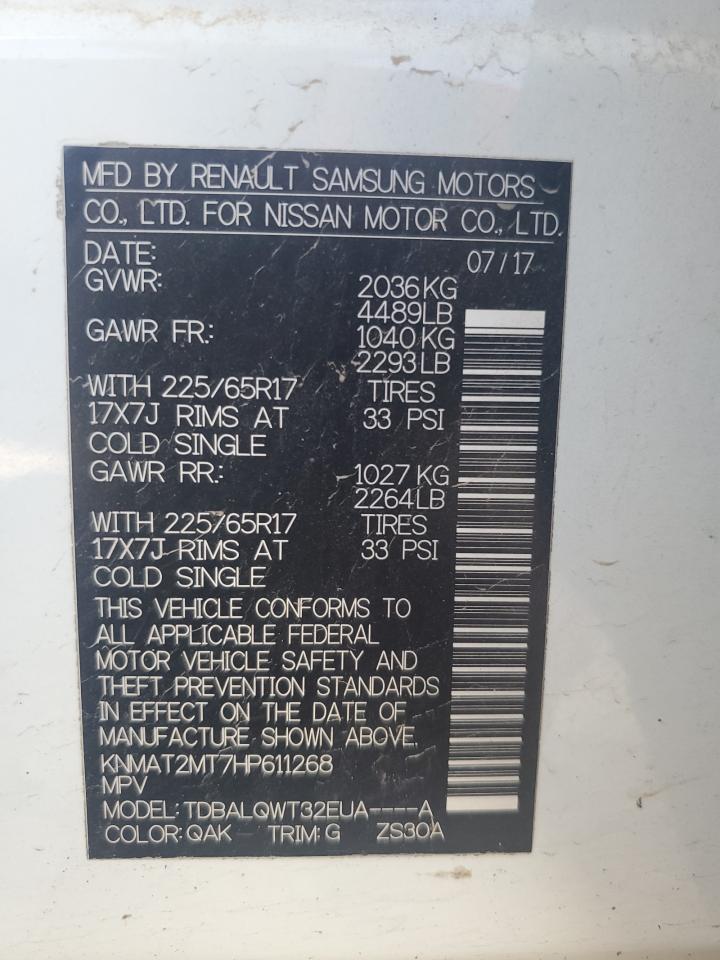 MFD BY RENAULT SAMSUNG MOTORS
CO., LTD. FOR NISSAN MOTOR CO., LTD.
DATE: 07/17
GVWR: 2036KG
4489LB
GAWR FR.: 1040KG
2293LB
WITH 225/65R17 TIRES
17X7J RIMS AT 33 PSI
COLD SINGLE
GAWR RR.: 1027 KG
2264LB
WITH 225/65R17 TIRES
17X7J RIMS AT 33 PSI
COLD SINGLE
THIS VEHICLE CONFORMS TO
ALL APPLICABLE FEDERAL
MOTOR VEHICLE SAFETY AND
THEFT PREVENTION STANDARDS
IN EFFECT ON THE DATE OF
MANUFACTURE SHOWN ABOVE.
KNMAT2MT7HP611268
MPV
MODEL: TDBALQWT32EUA----A
COLOR: QAK TRIM: G ZS30A